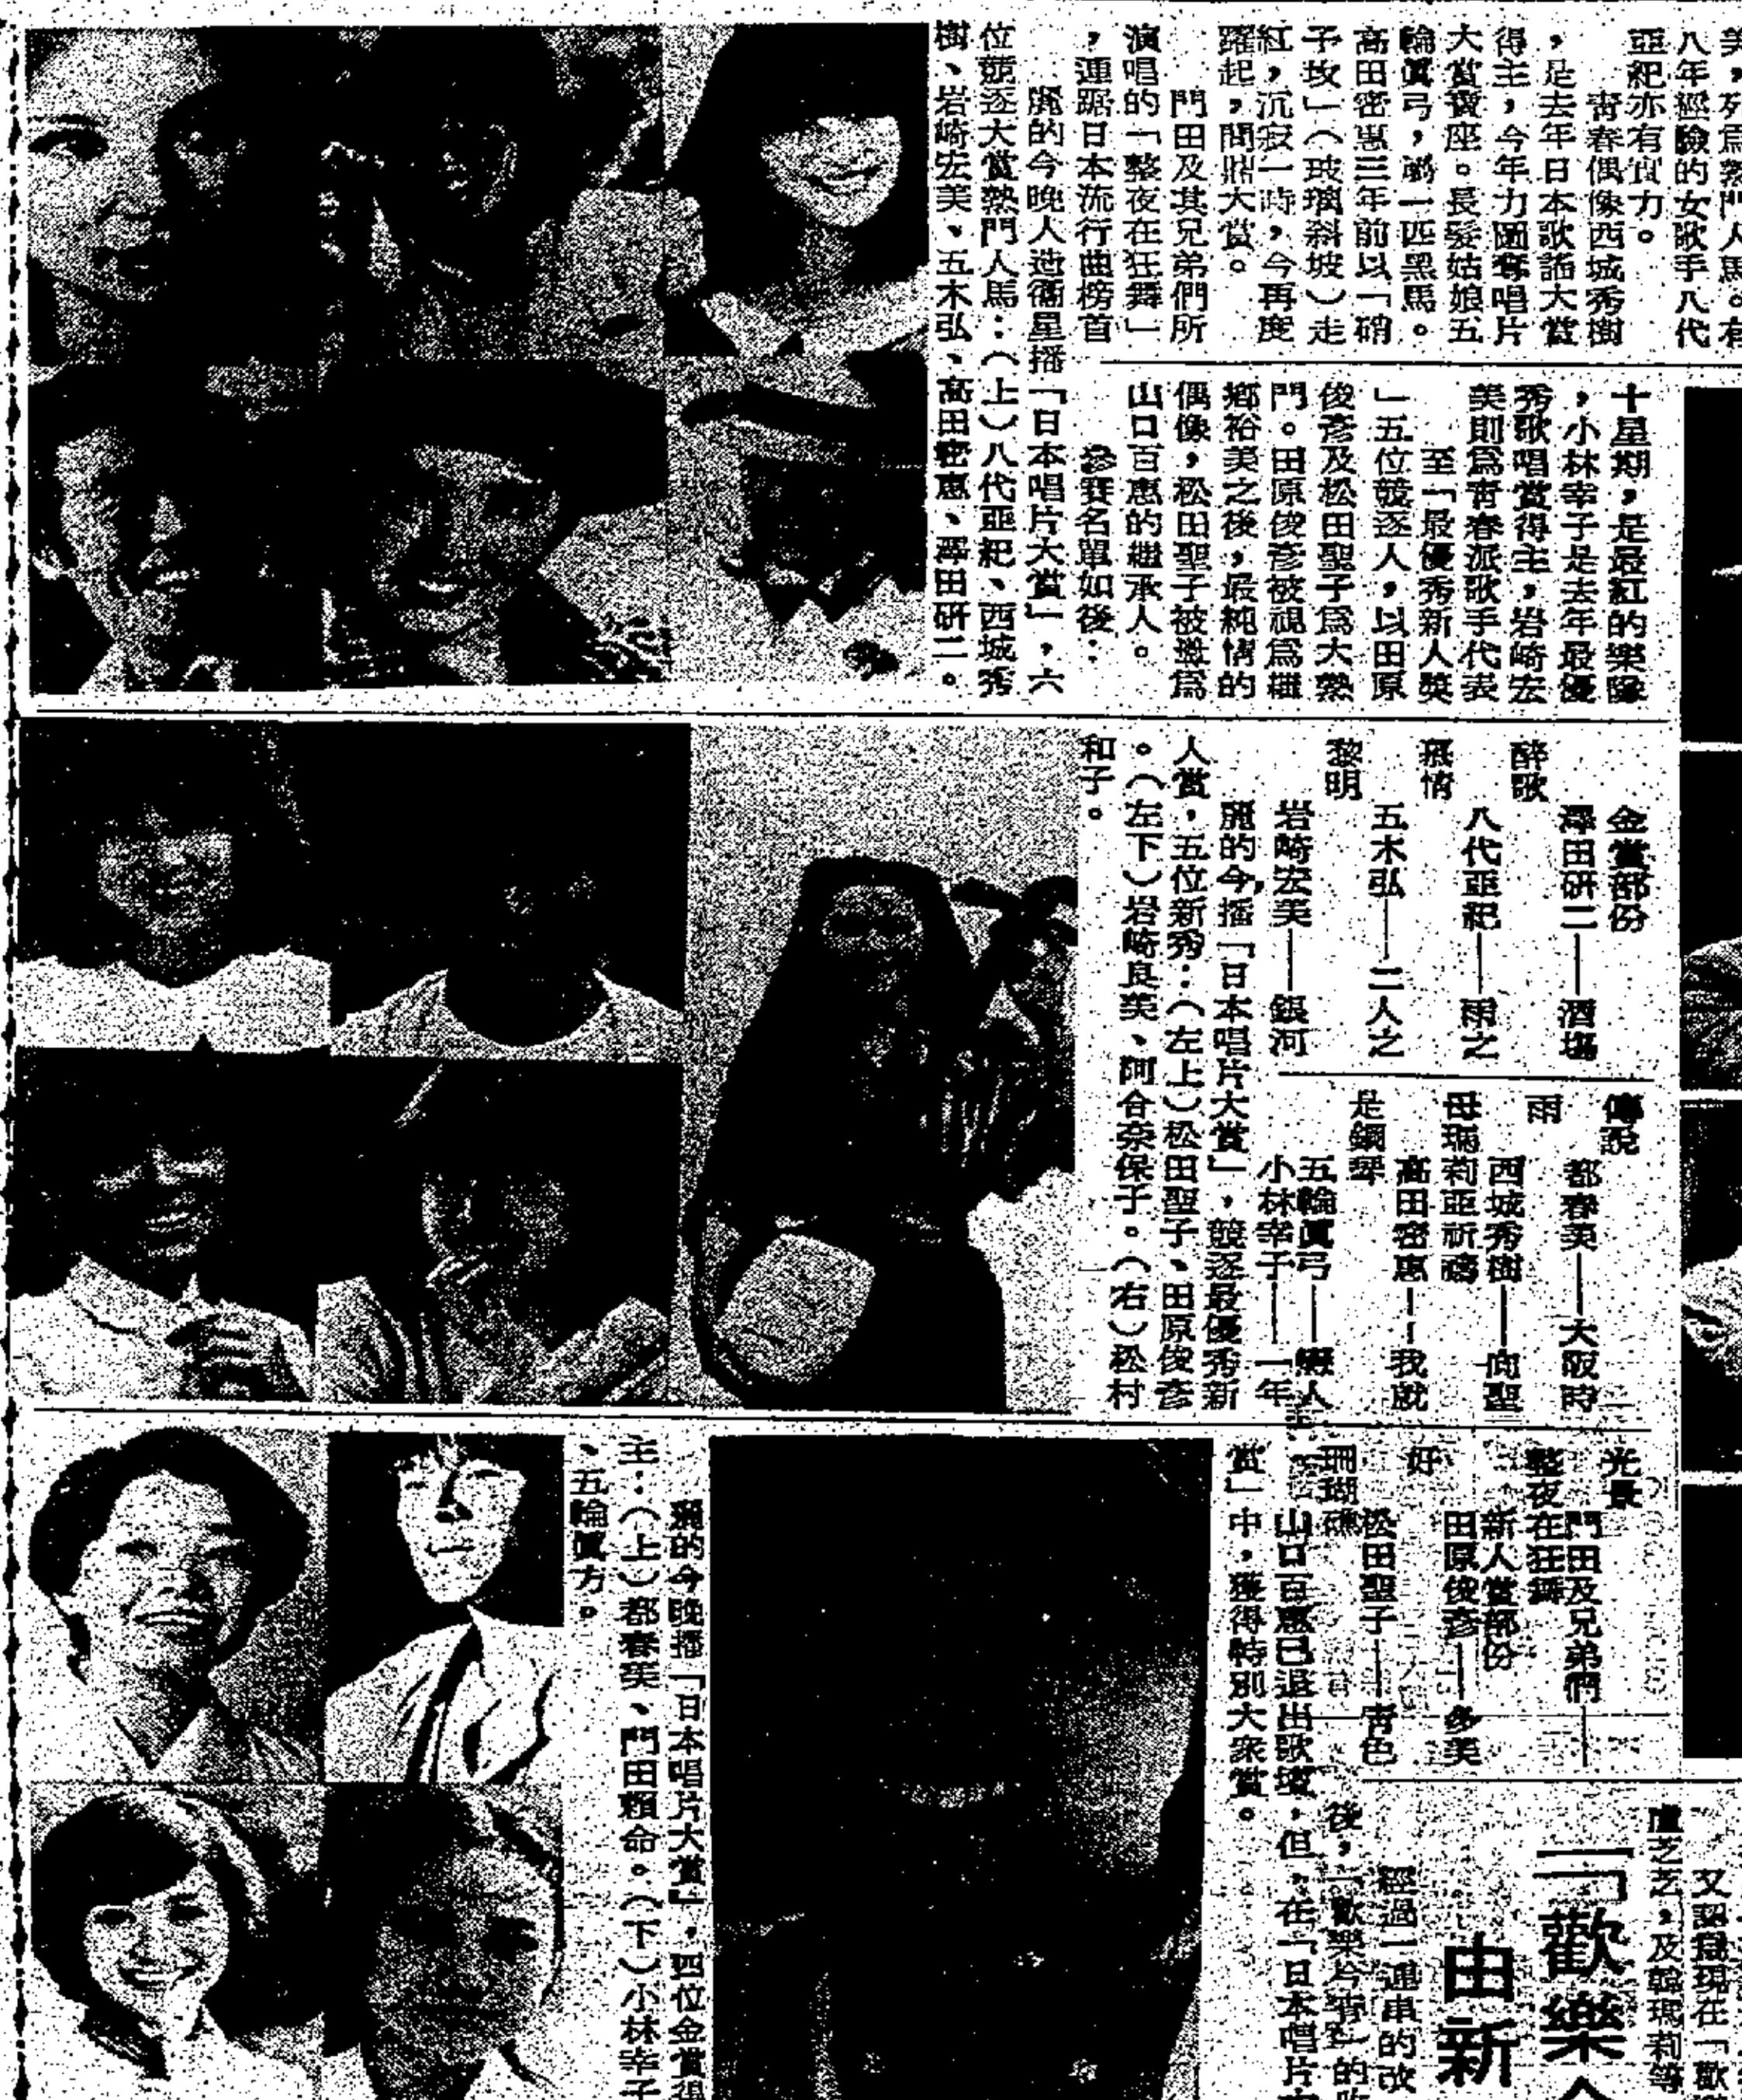 美，列爲熱門人馬。有
八年經驗的女歌手八代
亞紀亦有實力。
青春偶像西城秀樹
，是去年日本歌謠大賞
得主，今年力圖奪唱片
大賞寶座。長髮姑娘五
輪眞弓，爲一匹黑馬。
高田密惠三年前以「硝
子坂」（玻璃斜坡）走
紅，沉寂一時，今再度
躍起，問鼎大賞。
門田及其兄弟們所
演唱的「整夜在狂舞」
，連踞日本流行曲榜首
十星期，是最紅的樂隊
，小林幸子是去年最優
秀歌唱賞得主，岩崎宏
美則爲青春派歌手代表
至「最優秀新人獎
」五位競逐人，以田原
俊彥及松田聖子爲大熱
門。田原俊彥被視爲繼
鄉裕美之後，最純情的
偶像，松田聖子被選爲
山口百惠的繼承人。
參賽名單如後：
麗的今晚人造衞星播「日本唱片大賞」，六
位競逐大賞熱門人馬：（上）八代亞紀、西城秀
樹、岩崎宏美、五木弘、高田密惠、澤田研二。
金賞部份
澤田研二——酒場
醉歌
八代亞紀——雨之
慕情
五木弘——二人之
黎明
岩崎宏美——銀河
傳說
都春美——大阪時
雨
西城秀樹——向聖
母瑪莉亞祈禱
高田密惠——我就
是鋼琴
五輪眞弓——戀人
小林幸子——一年
光景
門田及兄弟們——
整夜在狂舞
新人賞部份
田原俊彥——多美
好
松田聖子——青色
珊瑚礁
麗的今播「日本唱片大賞」，競逐最優秀新
人賞，五位新秀：（左上）松田聖子、田原俊彥
。（左下）岩崎良美、河合奈保子。（右）松村
和子。
山口百惠已退出歌壇，但，在「日本唱片
賞」中，獲得特別大衆賞。
麗的今晚播「日本唱片大賞」，四位金賞得
主：（上）都春美、門田賴命。（下）小林幸子
、五輪眞方。
又認爲現在「歡
盧芝芝，及韓瑪莉等
「歡樂
由新
經過一連串的改
後，「歡樂今宵」的